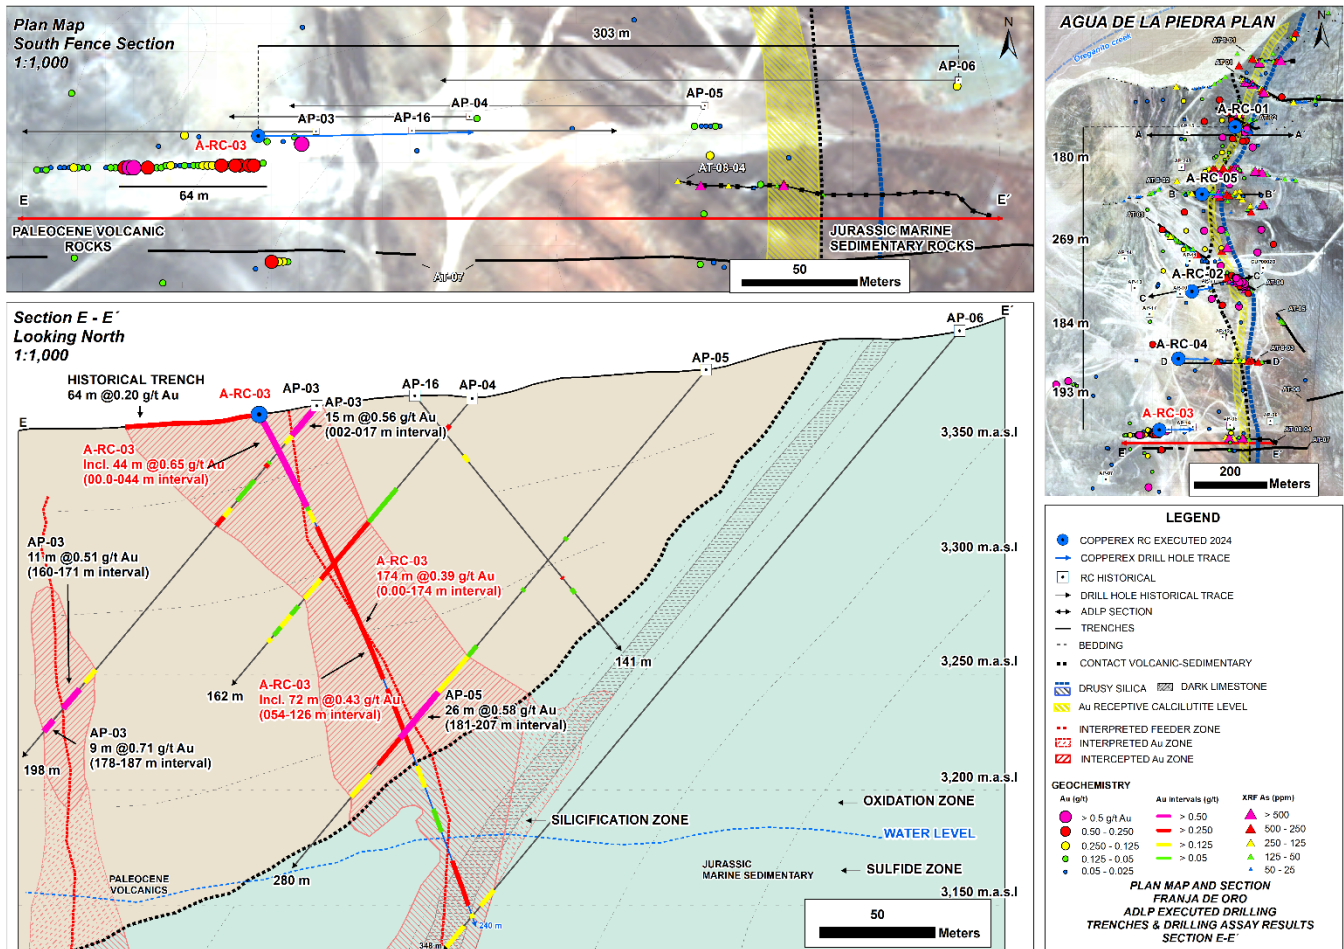 Plan Map
South Fence Section
1:1,000
303 m
N
AP-06
AP-05
AP-04
AP-03
AP-16
A-RC-03
64 m
AT-08-04
E
E´
PALEOCENE VOLCANIC
ROCKS
JURASSIC MARINE
SEDIMENTARY ROCKS
AT-07
50
Meters
AGUA DE LA PIEDRA PLAN
N
Oreganito creek
AT-01
A-RC-01
A
A
180 m
A-RC-05
B
B´
269 m
A-RC-02
C
C´
184 m
A-RC-04
D
D´
193 m
A-RC-03
AT-07
E
E´
200
Meters
Section E - E´
Looking North
1:1,000
HISTORICAL TRENCH
64 m @0.20 g/t Au
A-RC-03
AP-03
AP-16
AP-04
AP-05
AP-06
E
E´
AP-03
15 m @0.56 g/t Au
(002-017 m interval)
A-RC-03
Incl. 44 m @0.65 g/t Au
(00.0-044 m interval)
3,350 m.a.s.l
AP-03
11 m @0.51 g/t Au
(160-171 m interval)
A-RC-03
174 m @0.39 g/t Au
(0.00-174 m interval)
3,300 m.a.s.l
3,250 m.a.s.l
141 m
162 m
A-RC-03
Incl. 72 m @0.43 g/t Au
(054-126 m interval)
AP-05
26 m @0.58 g/t Au
(181-207 m interval)
AP-03
9 m @0.71 g/t Au
(178-187 m interval)
198 m
3,200 m.a.s.l
OXIDATION ZONE
SILICIFICATION ZONE
WATER LEVEL
PALEOCENE
VOLCANICS
280 m
JURASSIC
MARINE SEDIMENTARY
SULFIDE ZONE
3,150 m.a.s.l
240 m
348 m
50
Meters
LEGEND
COPPEREX RC EXECUTED 2024
COPPEREX DRILL HOLE TRACE
RC HISTORICAL
DRILL HOLE HISTORICAL TRACE
ADLP SECTION
TRENCHES
BEDDING
CONTACT VOLCANIC-SEDIMENTARY
DRUSY SILICA
DARK LIMESTONE
Au RECEPTIVE CALCILUTITE LEVEL
INTERPRETED FEEDER ZONE
INTERPRETED Au ZONE
INTERCEPTED Au ZONE
GEOCHEMISTRY
Au (g/t)
Au intervals (g/t)
XRF As (ppm)
> 0.5 g/t Au
> 0.50
> 500
0.50 - 0.250
> 0.250
500 - 250
0.250 - 0.125
> 0.125
250 - 125
0.125 - 0.05
> 0.05
125 - 50
0.05 - 0.025
50 - 25
PLAN MAP AND SECTION
FRANJA DE ORO
ADLP EXECUTED DRILLING
TRENCHES & DRILLING ASSAY RESULTS
SECTION E-E´